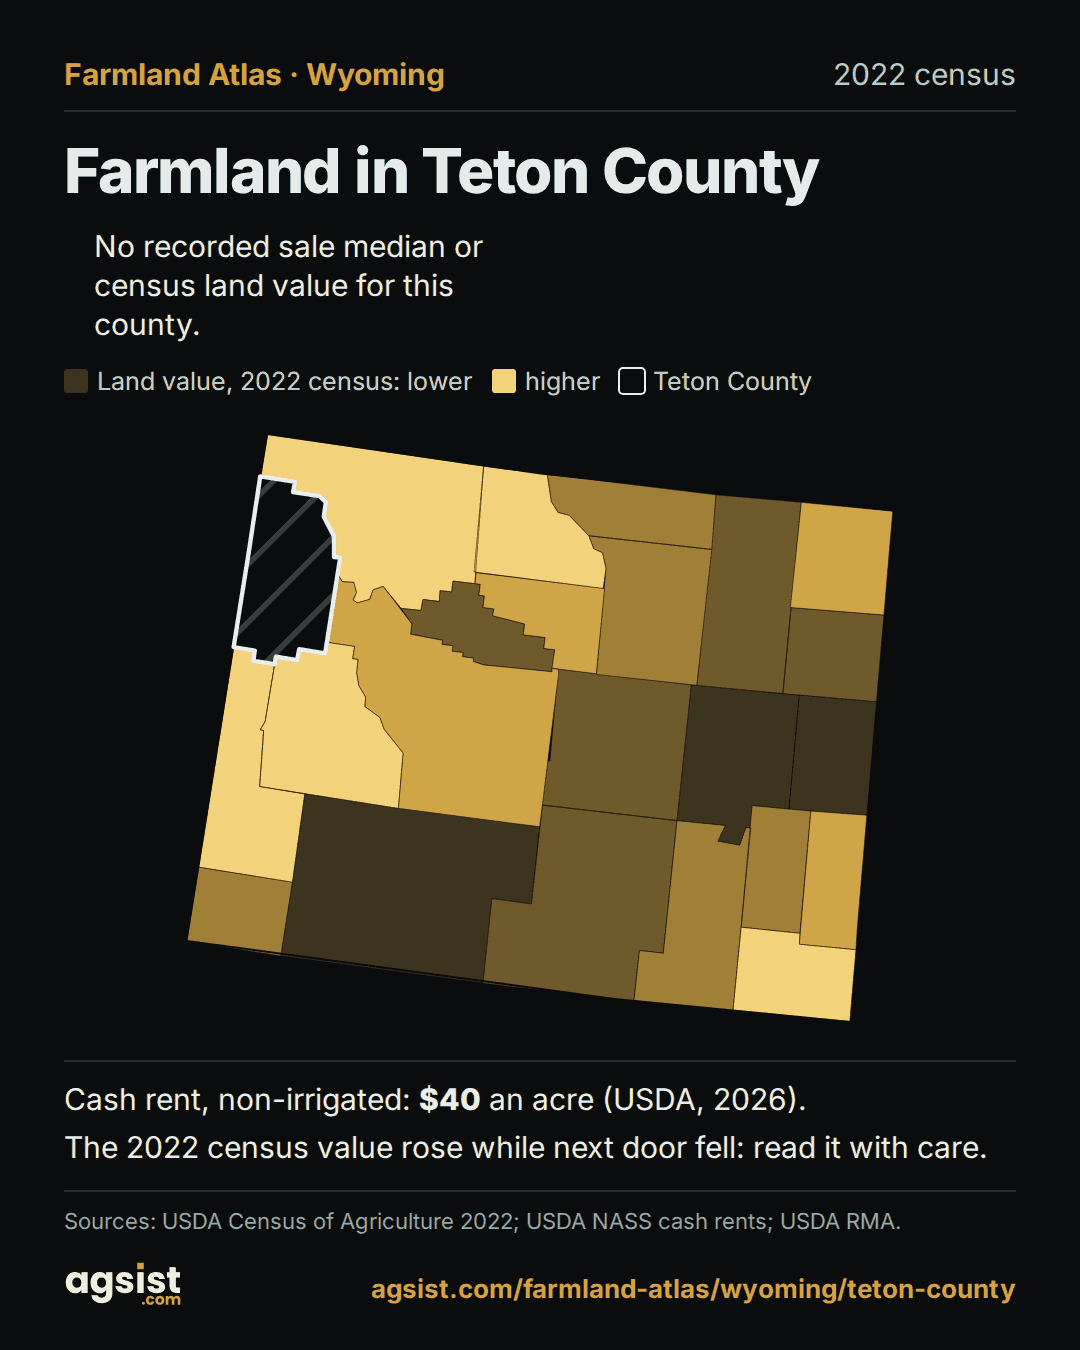 Farmland Atlas · Wyoming
2022 census
Farmland in Teton County
No recorded sale median or
census land value for this
county.
Land value, 2022 census: lower
higher
Teton County
Cash rent, non-irrigated: $40 an acre (USDA, 2026).
The 2022 census value rose while next door fell: read it with care.
Sources: USDA Census of Agriculture 2022; USDA NASS cash rents; USDA RMA.
agsist
.com
agsist.com/farmland-atlas/wyoming/teton-county